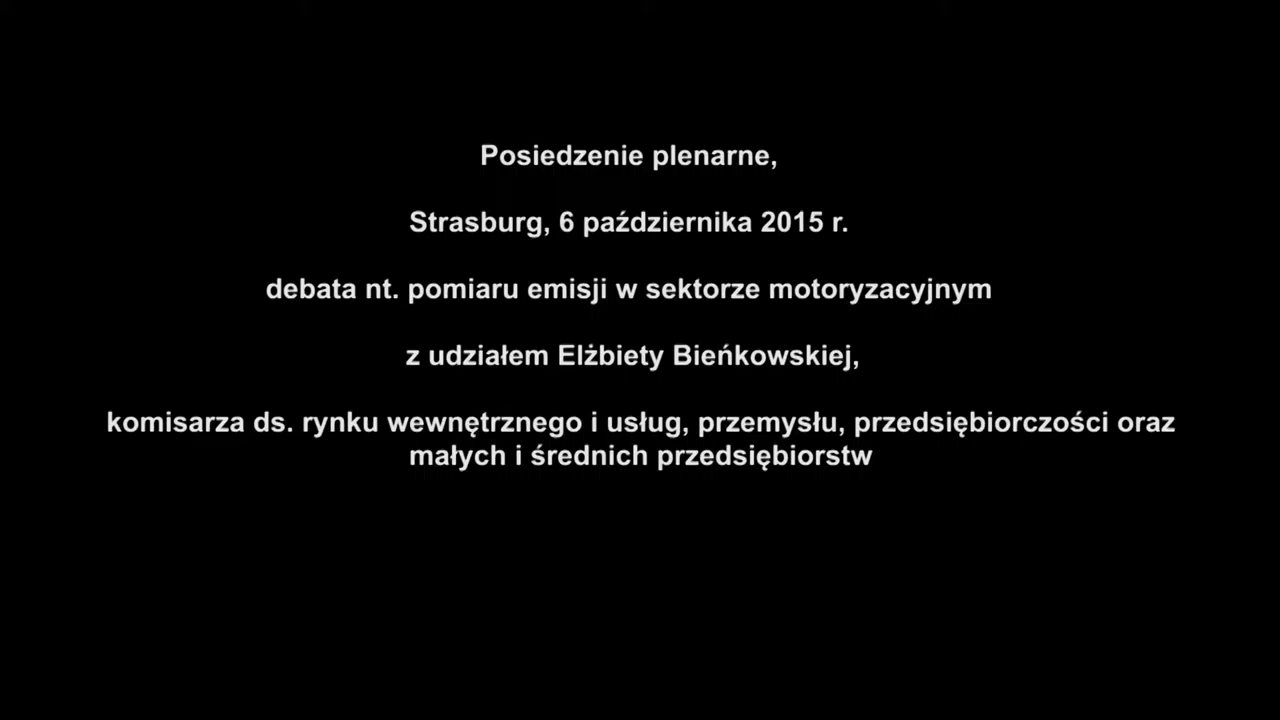 Posiedzenie plenarne,
Strasburg, 6 października 2015 r.
debata nt. pomiaru emisji w sektorze motoryzacyjnym
z udziałem Elżbiety Bieńkowskiej,
komisarza ds. rynku wewnętrznego i usług, przemysłu, przedsiębiorczości oraz
małych i średnich przedsiębiorstw